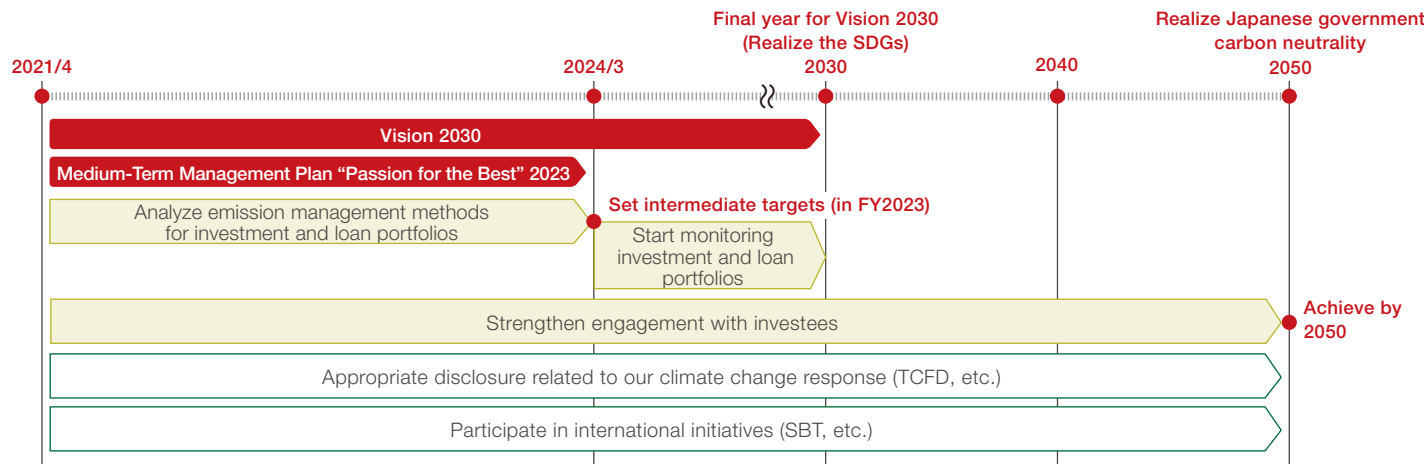 Final year for Vision 2030
(Realize the SDGs)
Realize Japanese government
carbon neutrality
2021/4
2024/3
2030
2040
2050
Vision 2030
Medium-Term Management Plan “Passion for the Best” 2023
Analyze emission management methods
for investment and loan portfolios
Set intermediate targets (in FY2023)
Start monitoring
investment and loan
portfolios
Strengthen engagement with investees
Achieve by
2050
Appropriate disclosure related to our climate change response (TCFD, etc.)
Participate in international initiatives (SBT, etc.)